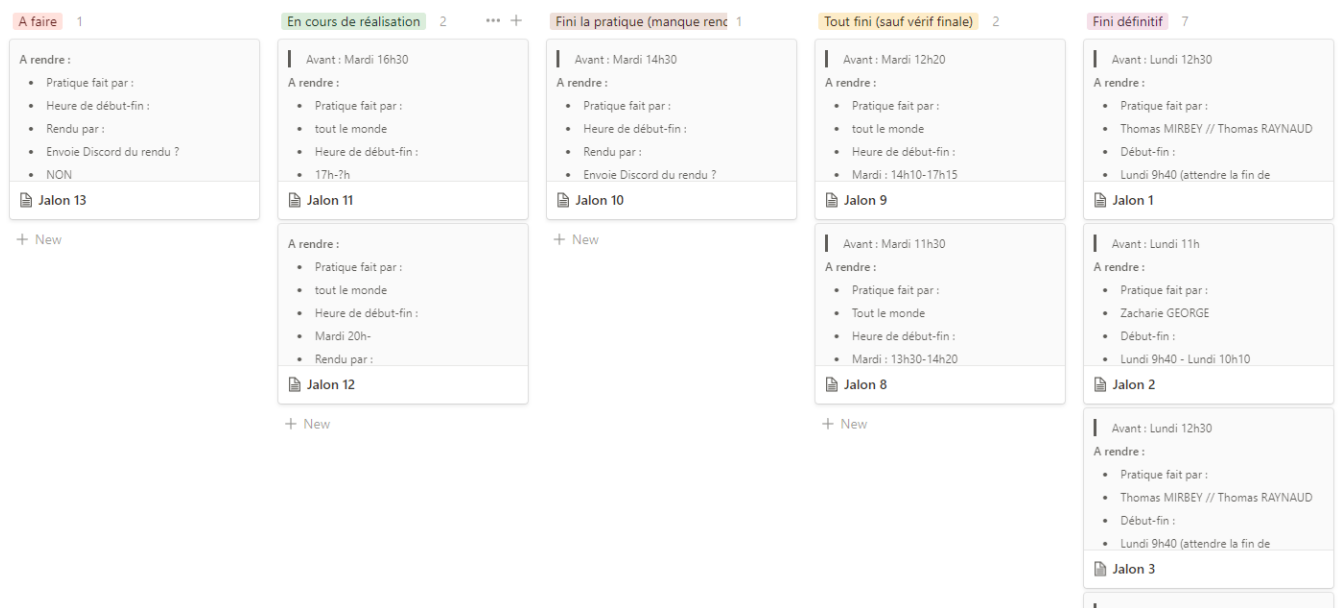 A faire 1
A rendre :
Pratique fait par :
Heure de début-fin :
Rendu par :
Envoie Discord du rendu ?
NON
Jalon 13
New
En cours de réalisation 2
Avant : Mardi 16h30
A rendre :
Pratique fait par :
tout le monde
Heure de début-fin :
17h-?h
Jalon 11
A rendre :
Pratique fait par :
tout le monde
Heure de début-fin :
Mardi 20h-
Rendu par :
Jalon 12
New
Fini la pratique (manque renc 1
Avant : Mardi 14h30
A rendre :
Pratique fait par :
Heure de début-fin :
Rendu par :
Envoie Discord du rendu ?
Jalon 10
New
Tout fini (sauf vérif finale) 2
Avant : Mardi 12h20
A rendre :
Pratique fait par :
tout le monde
Heure de début-fin :
Mardi : 14h10-17h15
Jalon 9
Avant : Mardi 11h30
A rendre :
Pratique fait par :
Tout le monde
Heure de début-fin :
Mardi : 13h30-14h20
Jalon 8
New
Fini définitif 7
Avant : Lundi 12h30
A rendre :
Pratique fait par :
Thomas MIRBEY // Thomas RAYNAUD
Début-fin :
Lundi 9h40 (attendre la fin de
Jalon 1
Avant : Lundi 11h
A rendre :
Pratique fait par :
Zacharie GEORGE
Début-fin :
Lundi 9h40 - Lundi 10h10
Jalon 2
Avant : Lundi 12h30
A rendre :
Pratique fait par :
Thomas MIRBEY // Thomas RAYNAUD
Début-fin :
Lundi 9h40 (attendre la fin de
Jalon 3